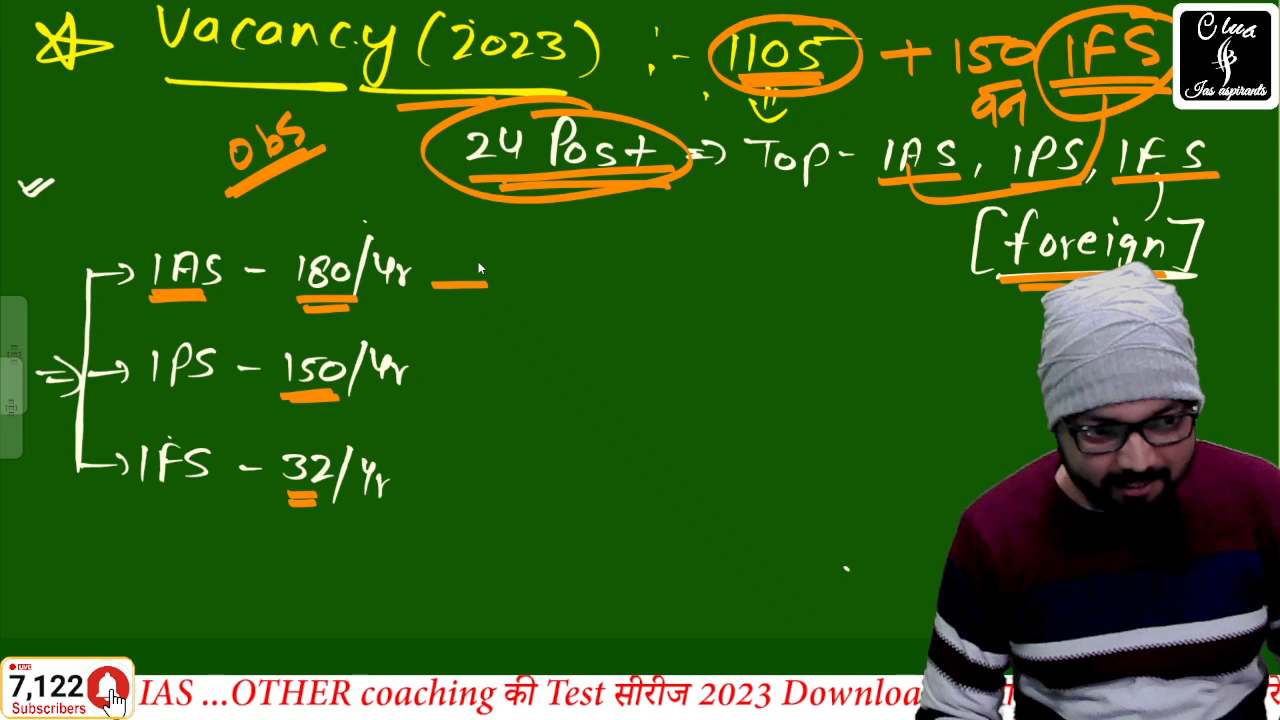 Vacancy (2023) :- 1105 + 150 IFS
वन
obs
24 Post => Top - IAS, IPS, IFS
[foreign]
IAS - 180/yr
IPS - 150/yr
IFS - 32/yr
Clua
Ias aspirants
LIVE
7,122
Subscribers
IAS ...OTHER coaching की Test सीरीज 2023 Downloa